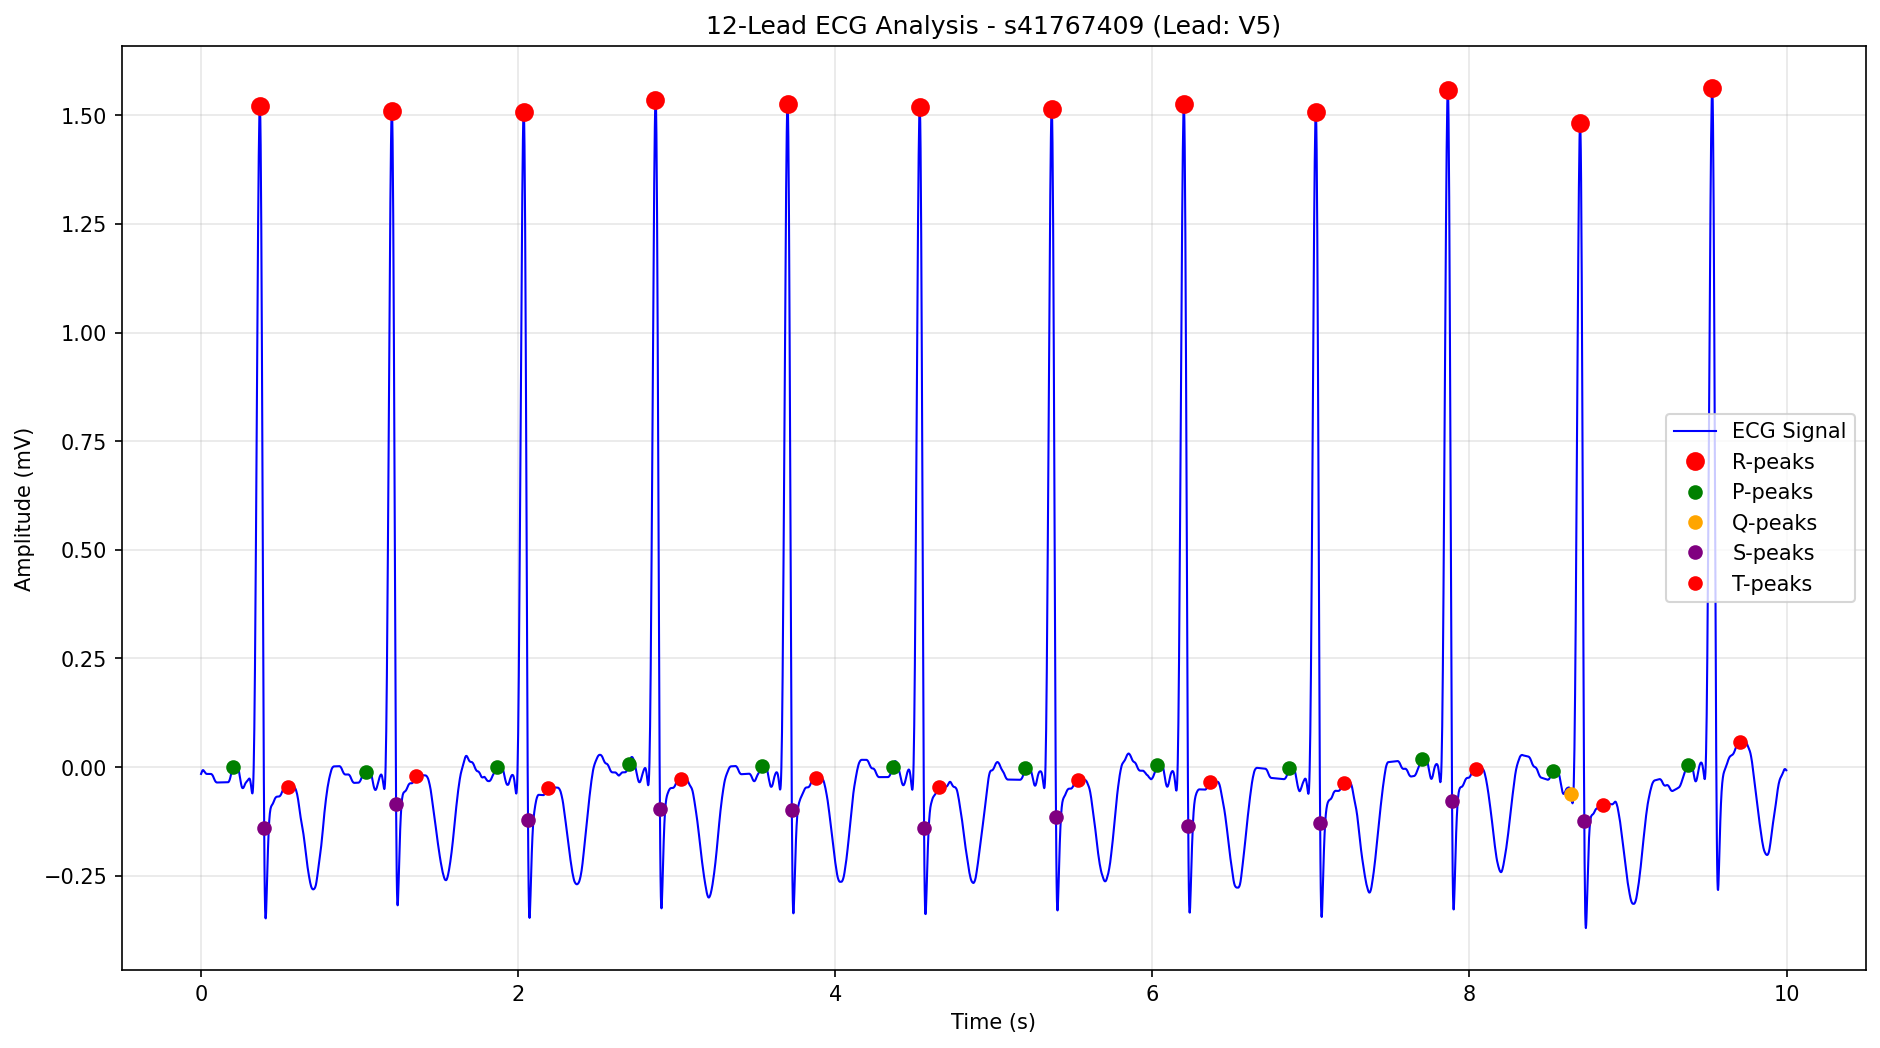 12-Lead ECG Analysis - s41767409 (Lead: V5)
Amplitude (mV)
1.50
1.25
1.00
0.75
0.50
0.25
0.00
−0.25
ECG Signal
R-peaks
P-peaks
Q-peaks
S-peaks
T-peaks
0
2
4
6
8
10
Time (s)